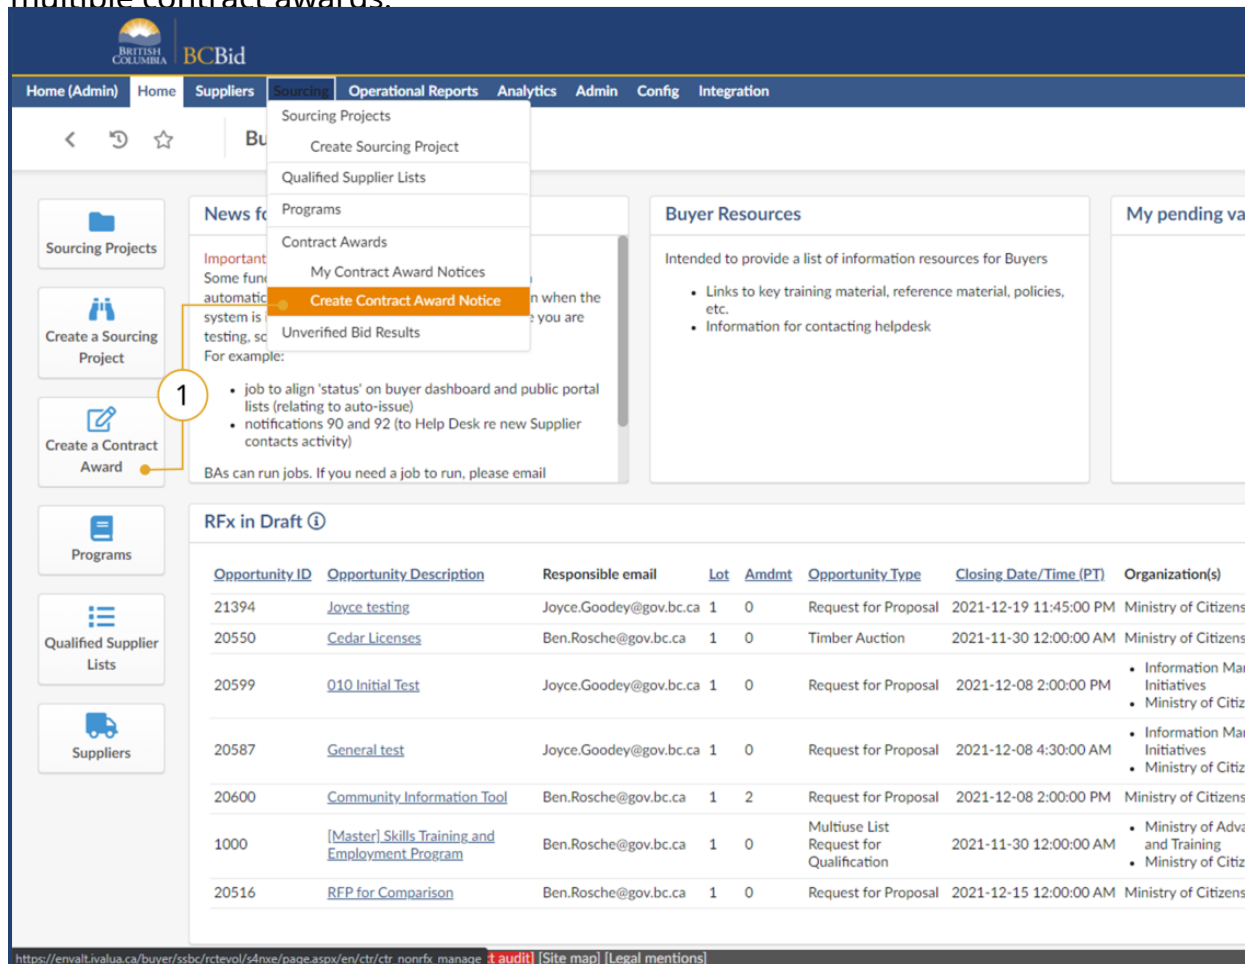 multiple contract awards.
BRITISH
COLUMBIA
BCBid
Home (Admin) Home Suppliers Sourcing Operational Reports Analytics Admin Config Integration
Sourcing Projects
Create Sourcing Project
Qualified Supplier Lists
Programs
Contract Awards
My Contract Award Notices
Create Contract Award Notice
Unverified Bid Results
Bu
Sourcing Projects
Create a Sourcing
Project
1
Create a Contract
Award
Programs
Qualified Supplier
Lists
Suppliers
News fo
Important
Some func
automatic n when the
system is e you are
testing, so
For example:
• job to align 'status' on buyer dashboard and public portal
lists (relating to auto-issue)
• notifications 90 and 92 (to Help Desk re new Supplier
contacts activity)
BAs can run jobs. If you need a job to run, please email
Buyer Resources
Intended to provide a list of information resources for Buyers
• Links to key training material, reference material, policies,
etc.
• Information for contacting helpdesk
My pending va
RFx in Draft
Opportunity ID Opportunity Description Responsible email Lot Amdmt Opportunity Type Closing Date/Time (PT) Organization(s)
21394 Joyce testing Joyce.Goodey@gov.bc.ca 1 0 Request for Proposal 2021-12-19 11:45:00 PM Ministry of Citizens
20550 Cedar Licenses Ben.Rosche@gov.bc.ca 1 0 Timber Auction 2021-11-30 12:00:00 AM Ministry of Citizens
20599 010 Initial Test Joyce.Goodey@gov.bc.ca 1 0 Request for Proposal 2021-12-08 2:00:00 PM
• Information Mar
Initiatives
• Ministry of Citiz
20587 General test Joyce.Goodey@gov.bc.ca 1 0 Request for Proposal 2021-12-08 4:30:00 AM
• Information Mar
Initiatives
• Ministry of Citiz
20600 Community Information Tool Ben.Rosche@gov.bc.ca 1 2 Request for Proposal 2021-12-08 2:00:00 PM Ministry of Citizens
1000 [Master] Skills Training and
Employment Program
Ben.Rosche@gov.bc.ca 1 0
Multiuse List
Request for
Qualification
2021-11-30 12:00:00 AM
• Ministry of Adva
and Training
• Ministry of Citiz
20516 RFP for Comparison Ben.Rosche@gov.bc.ca 1 0 Request for Proposal 2021-12-15 12:00:00 AM Ministry of Citizens
https://envalt.ivalua.ca/buyer/ssbc/rctevol/s4nxe/page.aspx/en/ctr/ctr_nonrfx_manage t audit] [Site map] [Legal mentions]